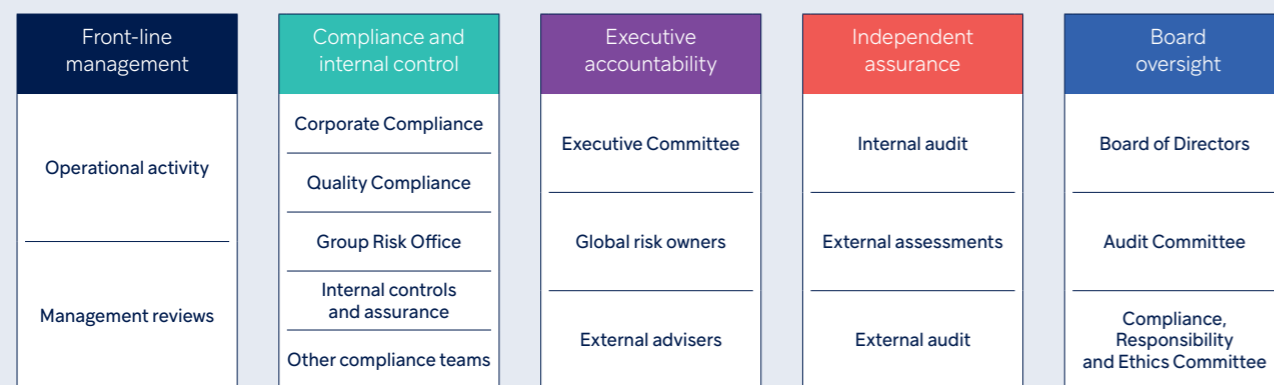 Front-line
management
Operational activity
Management reviews
Compliance and
internal control
Corporate Compliance
Quality Compliance
Group Risk Office
Internal controls
and assurance
Other compliance teams
Executive
accountability
Executive Committee
Global risk owners
External advisers
Independent
assurance
Internal audit
External assessments
External audit
Board
oversight
Board of Directors
Audit Committee
Compliance,
Responsibility
and Ethics Committee